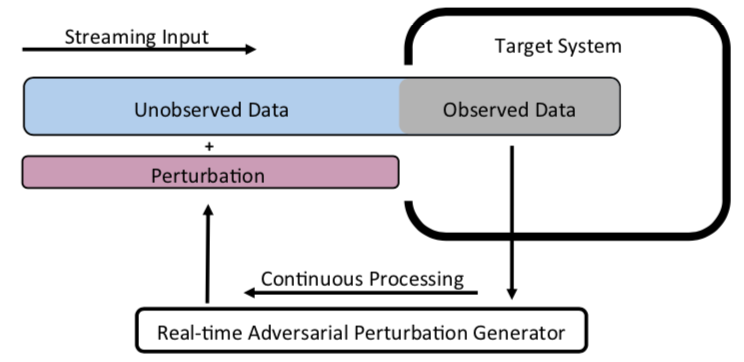 Streaming Input
Target System
Unobserved Data
Observed Data
+
Perturbation
Continuous Processing
Real-time Adversarial Perturbation Generator